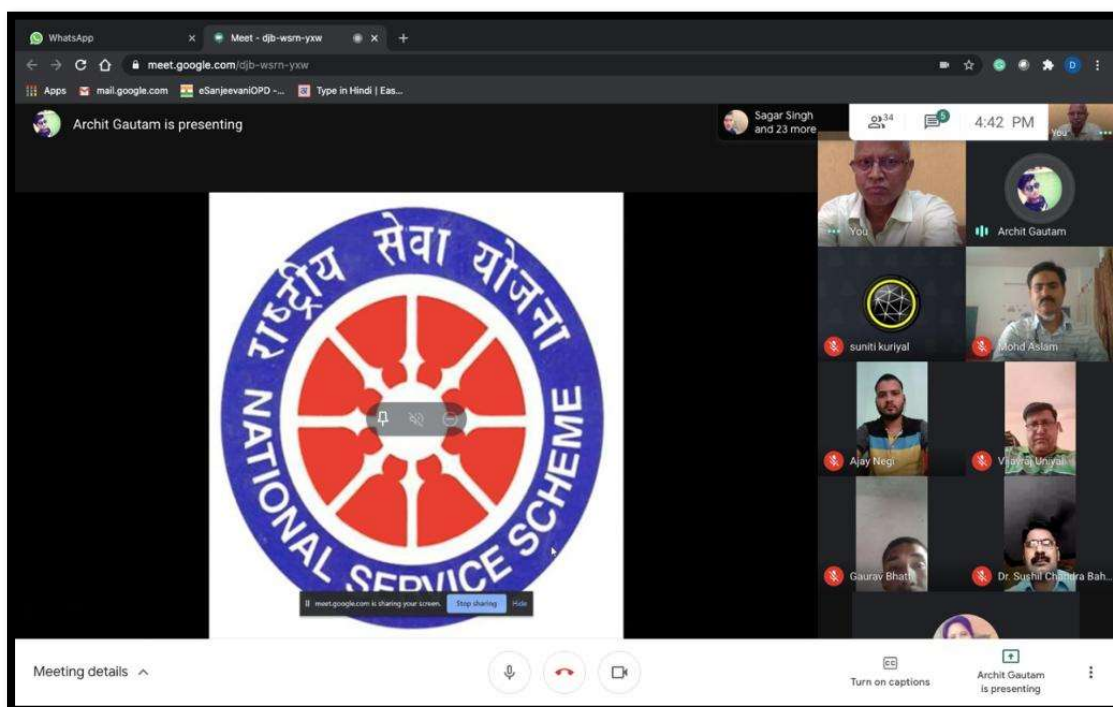 WhatsApp
Meet - djb-wsrn-yxw
meet.google.com/djb-wsrn-yxw
Apps
mail.google.com
eSanjeevaniOPD -...
Type in Hindi | Eas...
D
Archit Gautam is presenting
Sagar Singh
and 23 more
34
5
4:42 PM
You
You
Archit Gautam
suniti kuriyal
Mohd Aslam
Ajay Negi
Vijayraj Uniyal
Gaurav Bhatt
Dr. Sushil Chandra Bah...
राष्ट्रीय सेवा योजना
NATIONAL SERVICE SCHEME
meet.google.com is sharing your screen.
Stop sharing
Hide
Meeting details
CC
Turn on captions
Archit Gautam
is presenting